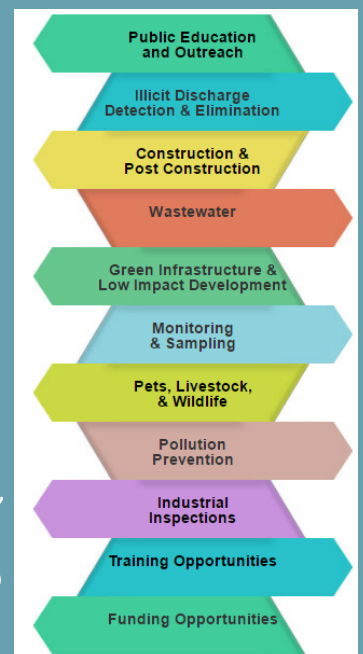 Public Education
and Outreach
Illicit Discharge
Detection & Elimination
Construction &
Post Construction
Wastewater
Green Infrastructure &
Low Impact Development
Monitoring
& Sampling
Pets, Livestock,
& Wildlife
Pollution
Prevention
Industrial
Inspections
Training Opportunities
Funding Opportunities